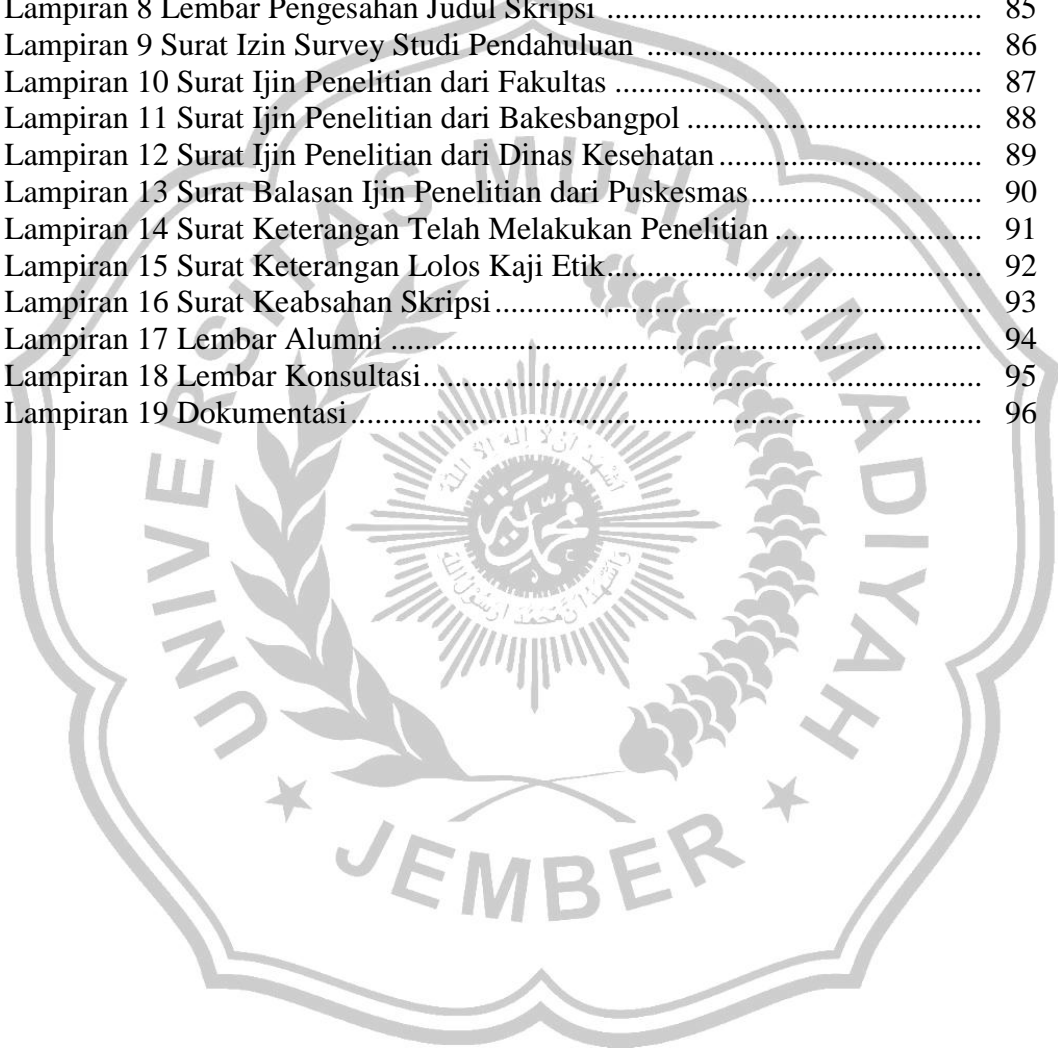 Lampiran 8 Lembar Pengesahan Judul Skripsi ............................................... 85
Lampiran 9 Surat Izin Survey Studi Pendahuluan .......................................... 86
Lampiran 10 Surat Ijin Penelitian dari Fakultas .............................................. 87
Lampiran 11 Surat Ijin Penelitian dari Bakesbangpol ..................................... 88
Lampiran 12 Surat Ijin Penelitian dari Dinas Kesehatan ................................. 89
Lampiran 13 Surat Balasan Ijin Penelitian dari Puskesmas ............................. 90
Lampiran 14 Surat Keterangan Telah Melakukan Penelitian .......................... 91
Lampiran 15 Surat Keterangan Lolos Kaji Etik ............................................... 92
Lampiran 16 Surat Keabsahan Skripsi ............................................................. 93
Lampiran 17 Lembar Alumni .......................................................................... 94
Lampiran 18 Lembar Konsultasi ...................................................................... 95
Lampiran 19 Dokumentasi ............................................................................... 96
UNIVERSITAS MUHAMMADIYAH
JEMBER